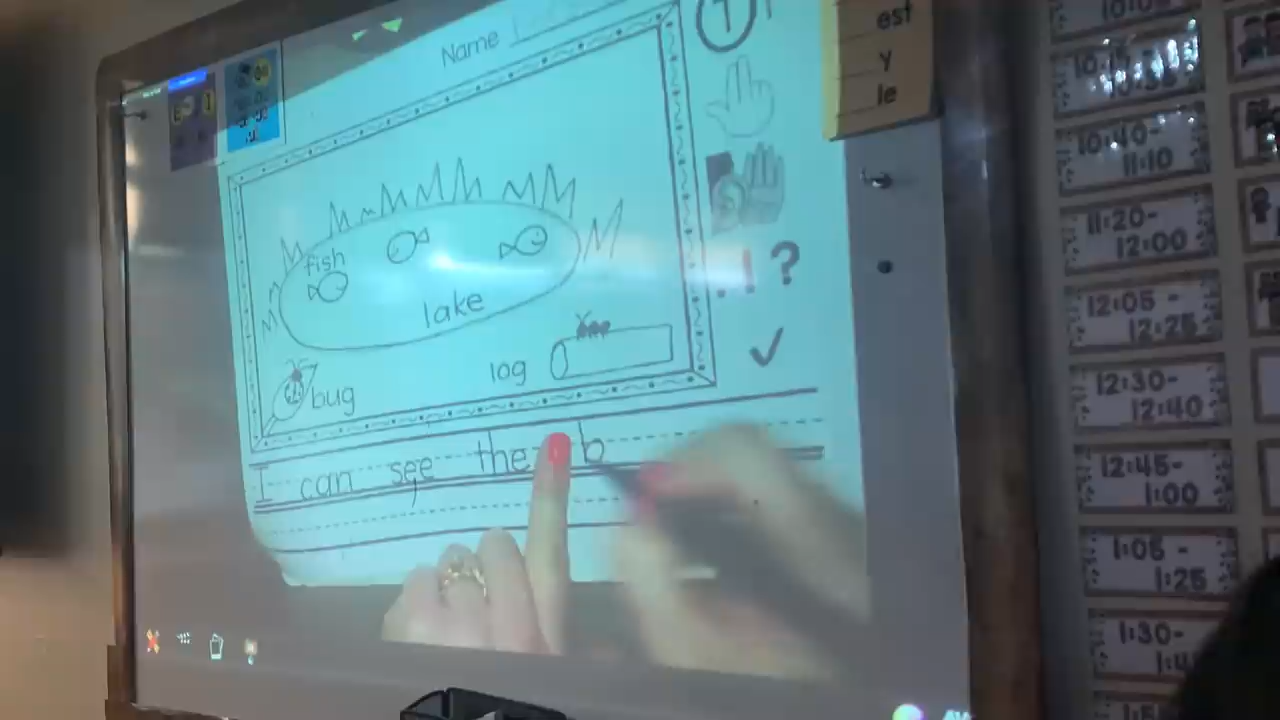 Name
est
y
le
fish
lake
log
bug
! ?
I can see the b
10:40-
11:10
11:20-
12:00
12:05 -
12:25
12:30-
12:40
12:45-
1:00
1:05 -
1:25
1:30-